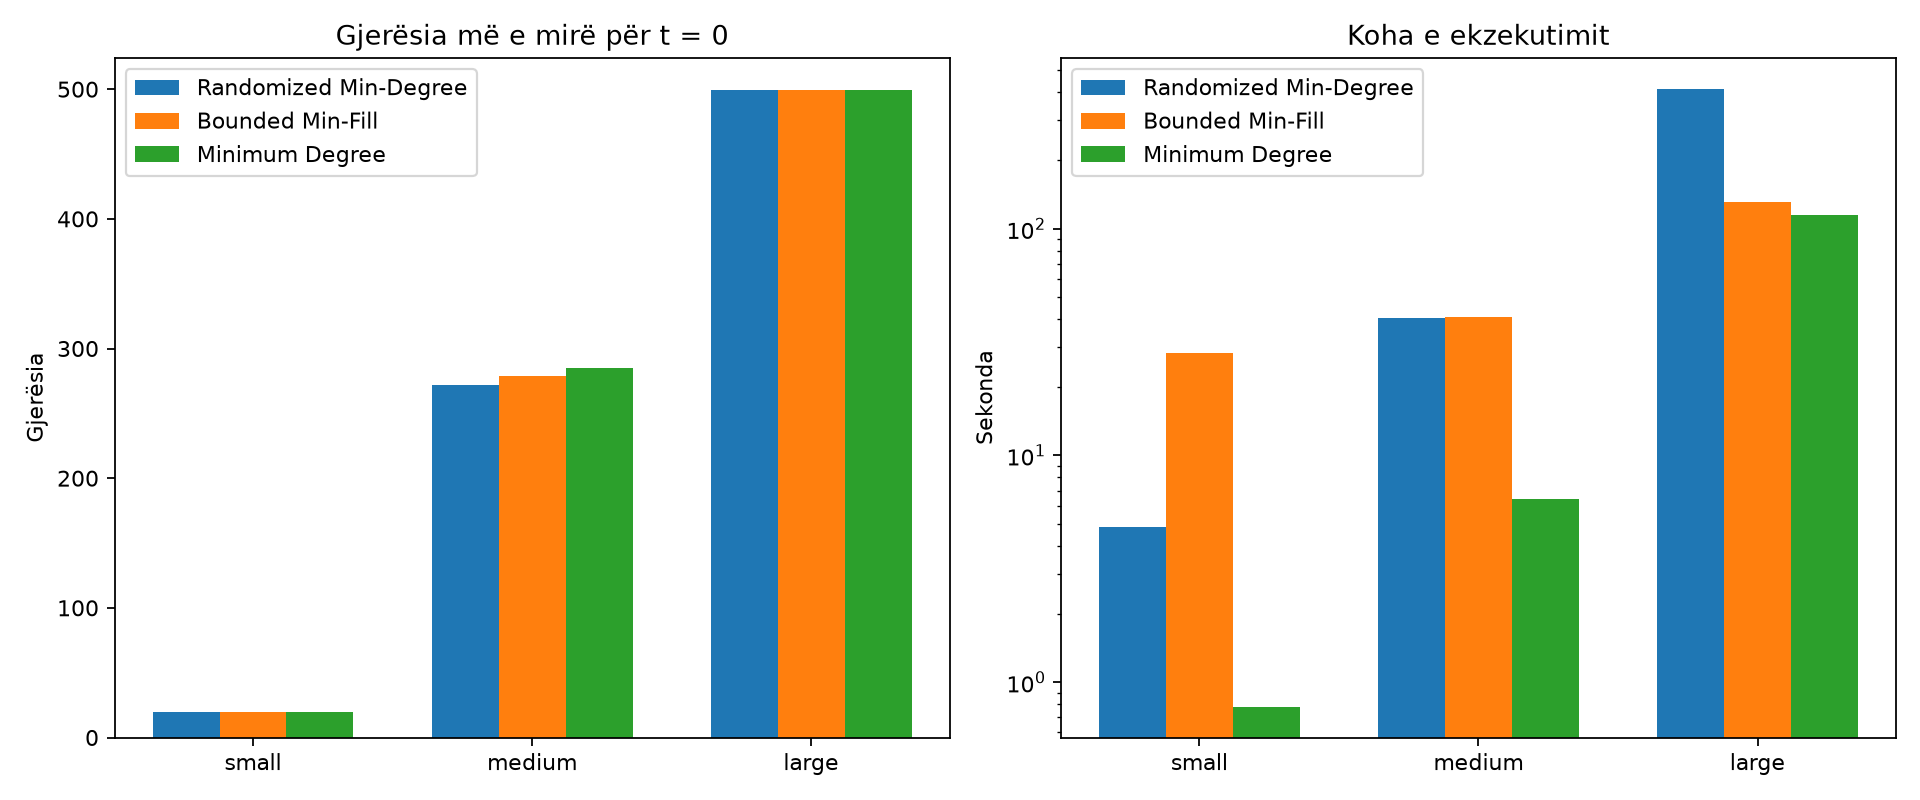 Gjerësia më e mirë për t = 0
Randomized Min-Degree
Bounded Min-Fill
Minimum Degree
Gjerësia
500
400
300
200
100
0
small
medium
large
Koha e ekzekutimit
Randomized Min-Degree
Bounded Min-Fill
Minimum Degree
Sekonda
10²
10¹
10⁰
small
medium
large